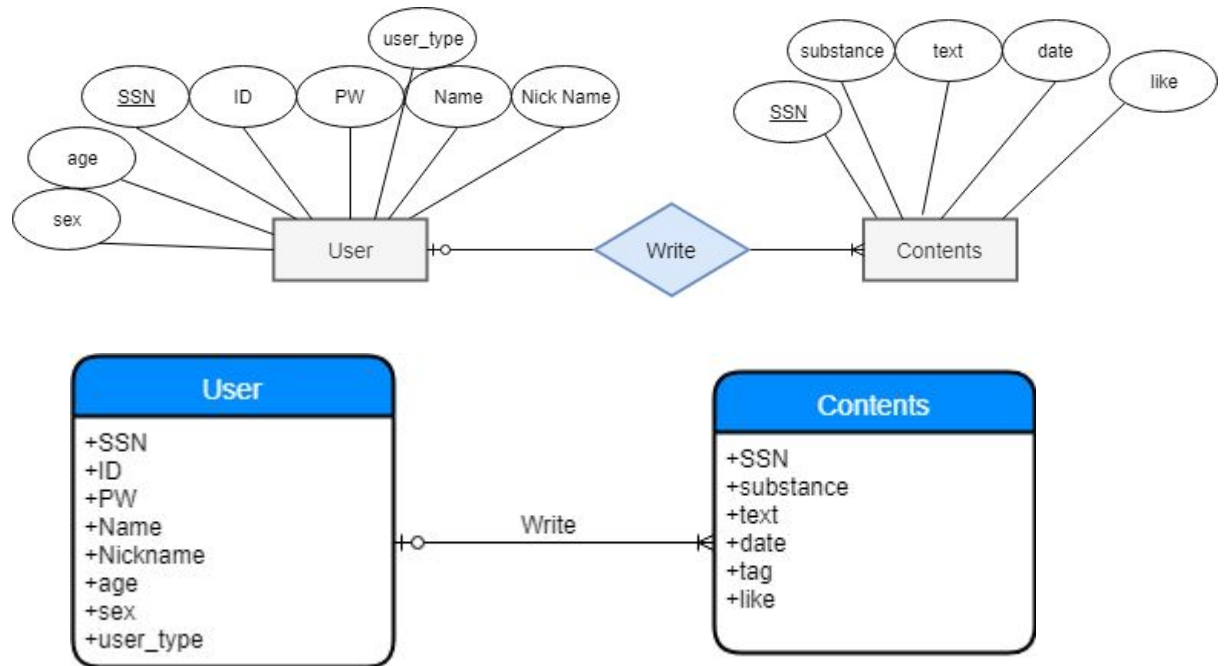 user_type
SSN
ID
PW
Name
Nick Name
age
sex
User
Write
substance
text
date
like
SSN
Contents
User
+SSN
+ID
+PW
+Name
+Nickname
+age
+sex
+user_type
Write
Contents
+SSN
+substance
+text
+date
+tag
+like